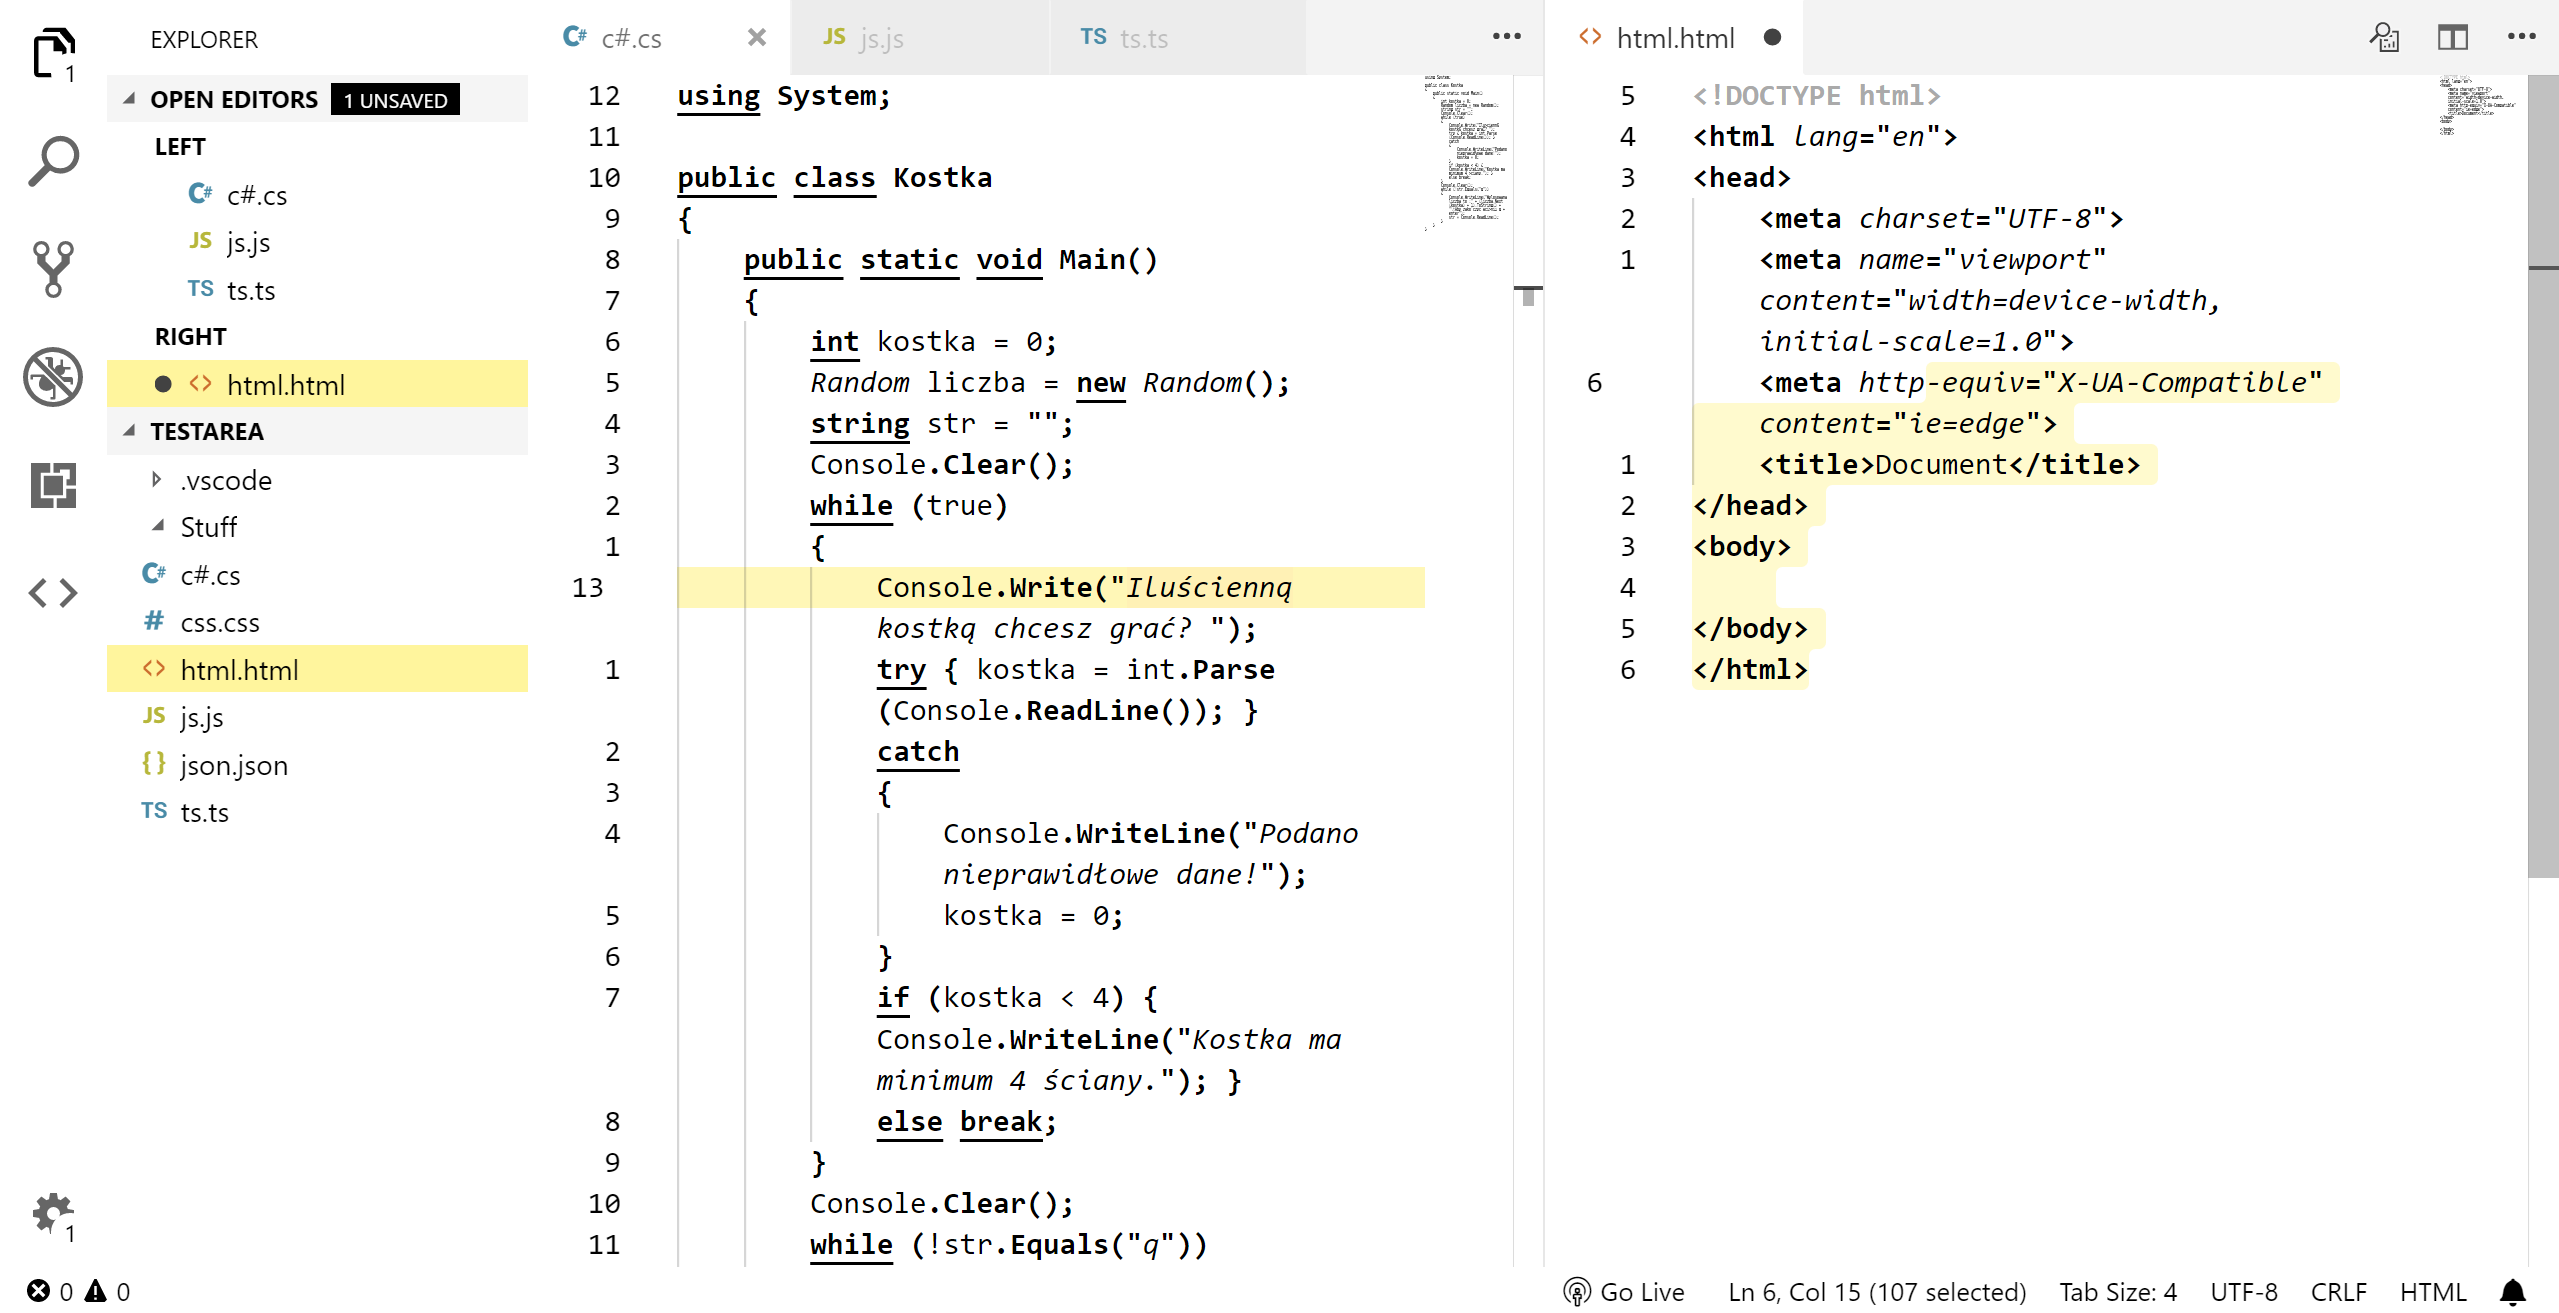 EXPLORER
OPEN EDITORS 1 UNSAVED
LEFT
C# c#.cs
JS js.js
TS ts.ts
RIGHT
<> html.html
TESTAREA
.vscode
Stuff
C# c#.cs
# css.css
<> html.html
JS js.js
{} json.json
TS ts.ts
1
1
C# c#.cs
JS js.js
TS ts.ts
12 using System;
11
10 public class Kostka
9 {
8 public static void Main()
7 {
6 int kostka = 0;
5 Random liczba = new Random();
4 string str = "";
3 Console.Clear();
2 while (true)
1 {
13 Console.Write("Iluścienną
kostką chcesz grać? ");
1 try { kostka = int.Parse
(Console.ReadLine()); }
2 catch
3 {
4 Console.WriteLine("Podano
nieprawidłowe dane!");
5 kostka = 0;
6 }
7 if (kostka < 4) {
Console.WriteLine("Kostka ma
minimum 4 ściany."); }
8 else break;
9 }
10 Console.Clear();
11 while (!str.Equals("q"))
<> html.html
5 <!DOCTYPE html>
4 <html lang="en">
3 <head>
2 <meta charset="UTF-8">
1 <meta name="viewport"
content="width=device-width,
initial-scale=1.0">
6 <meta http-equiv="X-UA-Compatible"
content="ie=edge">
1 <title>Document</title>
2 </head>
3 <body>
4
5 </body>
6 </html>
0 0
Go Live Ln 6, Col 15 (107 selected) Tab Size: 4 UTF-8 CRLF HTML